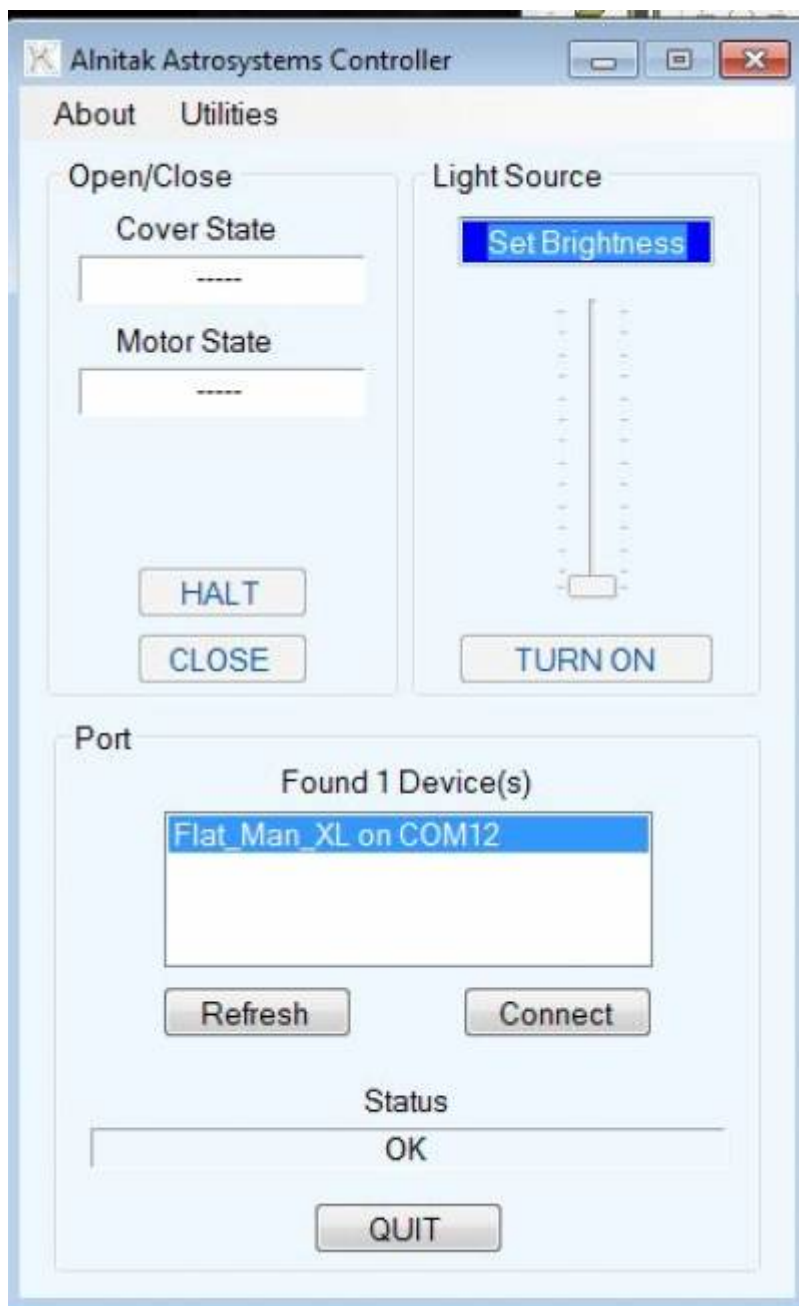 Alnitak Astrosystems Controller
About Utilities
Open/Close
Cover State
-----
Motor State
-----
HALT
CLOSE
Light Source
Set Brightness
TURN ON
Port
Found 1 Device(s)
Flat_Man_XL on COM12
Refresh Connect
Status
OK
QUIT